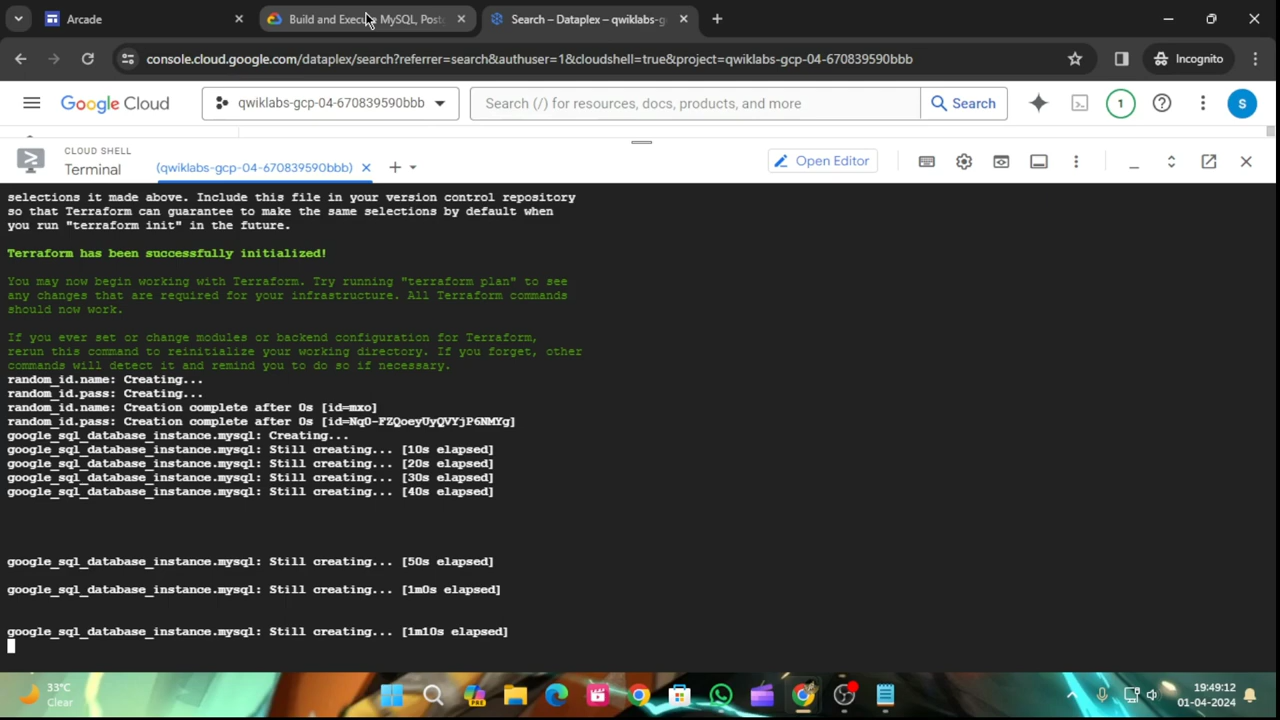 Arcade
Build and Execute MySQL, Postg
Search – Dataplex – qwiklabs-g
console.cloud.google.com/dataplex/search?referrer=search&authuser=1&cloudshell=true&project=qwiklabs-gcp-04-670839590bbb
Incognito
Google Cloud
qwiklabs-gcp-04-670839590bbb
Search (/) for resources, docs, products, and more
Search
1
S
CLOUD SHELL
Terminal
(qwiklabs-gcp-04-670839590bbb)
Open Editor
selections it made above. Include this file in your version control repository
so that Terraform can guarantee to make the same selections by default when
you run "terraform init" in the future.
Terraform has been successfully initialized!
You may now begin working with Terraform. Try running "terraform plan" to see
any changes that are required for your infrastructure. All Terraform commands
should now work.
If you ever set or change modules or backend configuration for Terraform,
rerun this command to reinitialize your working directory. If you forget, other
commands will detect it and remind you to do so if necessary.
random_id.name: Creating...
random_id.pass: Creating...
random_id.name: Creation complete after 0s [id=mxo]
random_id.pass: Creation complete after 0s [id=Nq0-FZQoeyUyQVYjP6NMYg]
google_sql_database_instance.mysql: Creating...
google_sql_database_instance.mysql: Still creating... [10s elapsed]
google_sql_database_instance.mysql: Still creating... [20s elapsed]
google_sql_database_instance.mysql: Still creating... [30s elapsed]
google_sql_database_instance.mysql: Still creating... [40s elapsed]
google_sql_database_instance.mysql: Still creating... [50s elapsed]
google_sql_database_instance.mysql: Still creating... [1m0s elapsed]
google_sql_database_instance.mysql: Still creating... [1m10s elapsed]
33°C
Clear
PRE
19:49:12
01-04-2024